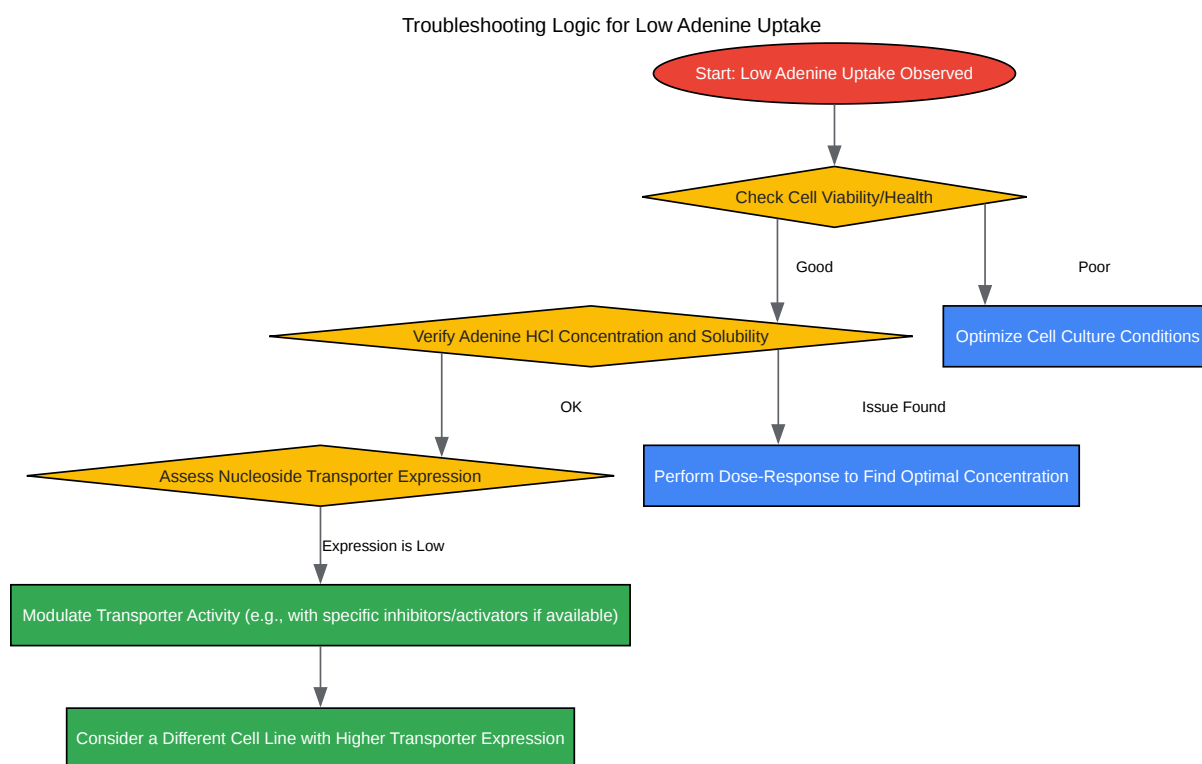 Troubleshooting Logic for Low Adenine Uptake
Start: Low Adenine Uptake Observed
Check Cell Viability/Health
Good
Poor
Verify Adenine HCl Concentration and Solubility
Optimize Cell Culture Conditions
OK
Issue Found
Assess Nucleoside Transporter Expression
Perform Dose-Response to Find Optimal Concentration
Expression is Low
Modulate Transporter Activity (e.g., with specific inhibitors/activators if available)
Consider a Different Cell Line with Higher Transporter Expression